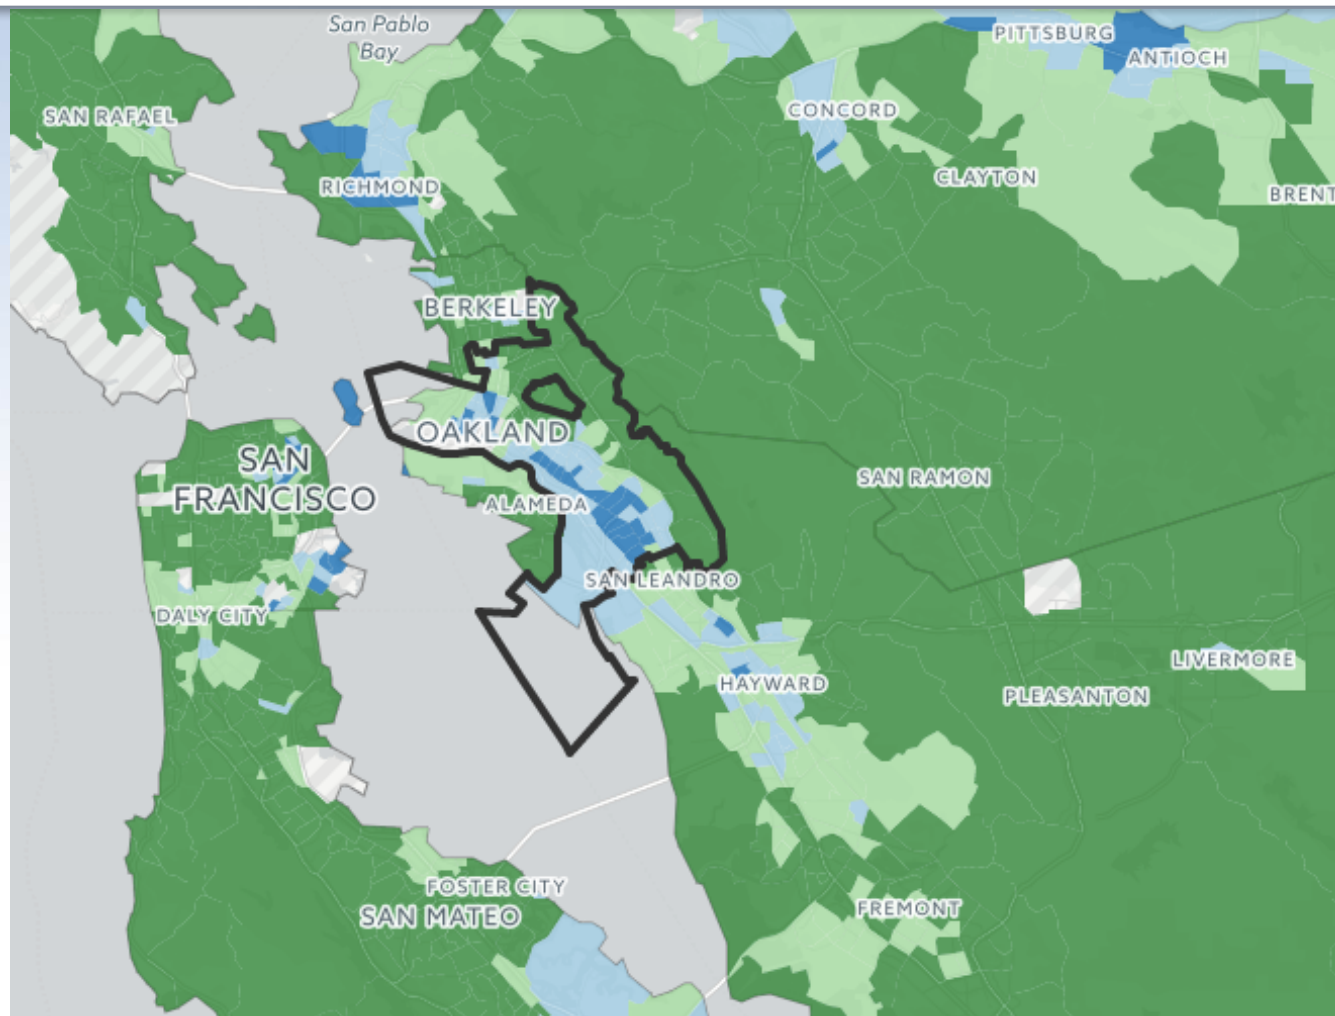 San Pablo
Bay
PITTSBURG
ANTIOCH
SAN RAFAEL
CONCORD
RICHMOND
CLAYTON
BRENT
BERKELEY
OAKLAND
SAN
FRANCISCO
SAN RAMON
ALAMEDA
SAN LEANDRO
DALY CITY
LIVERMORE
HAYWARD
PLEASANTON
FOSTER CITY
SAN MATEO
FREMONT